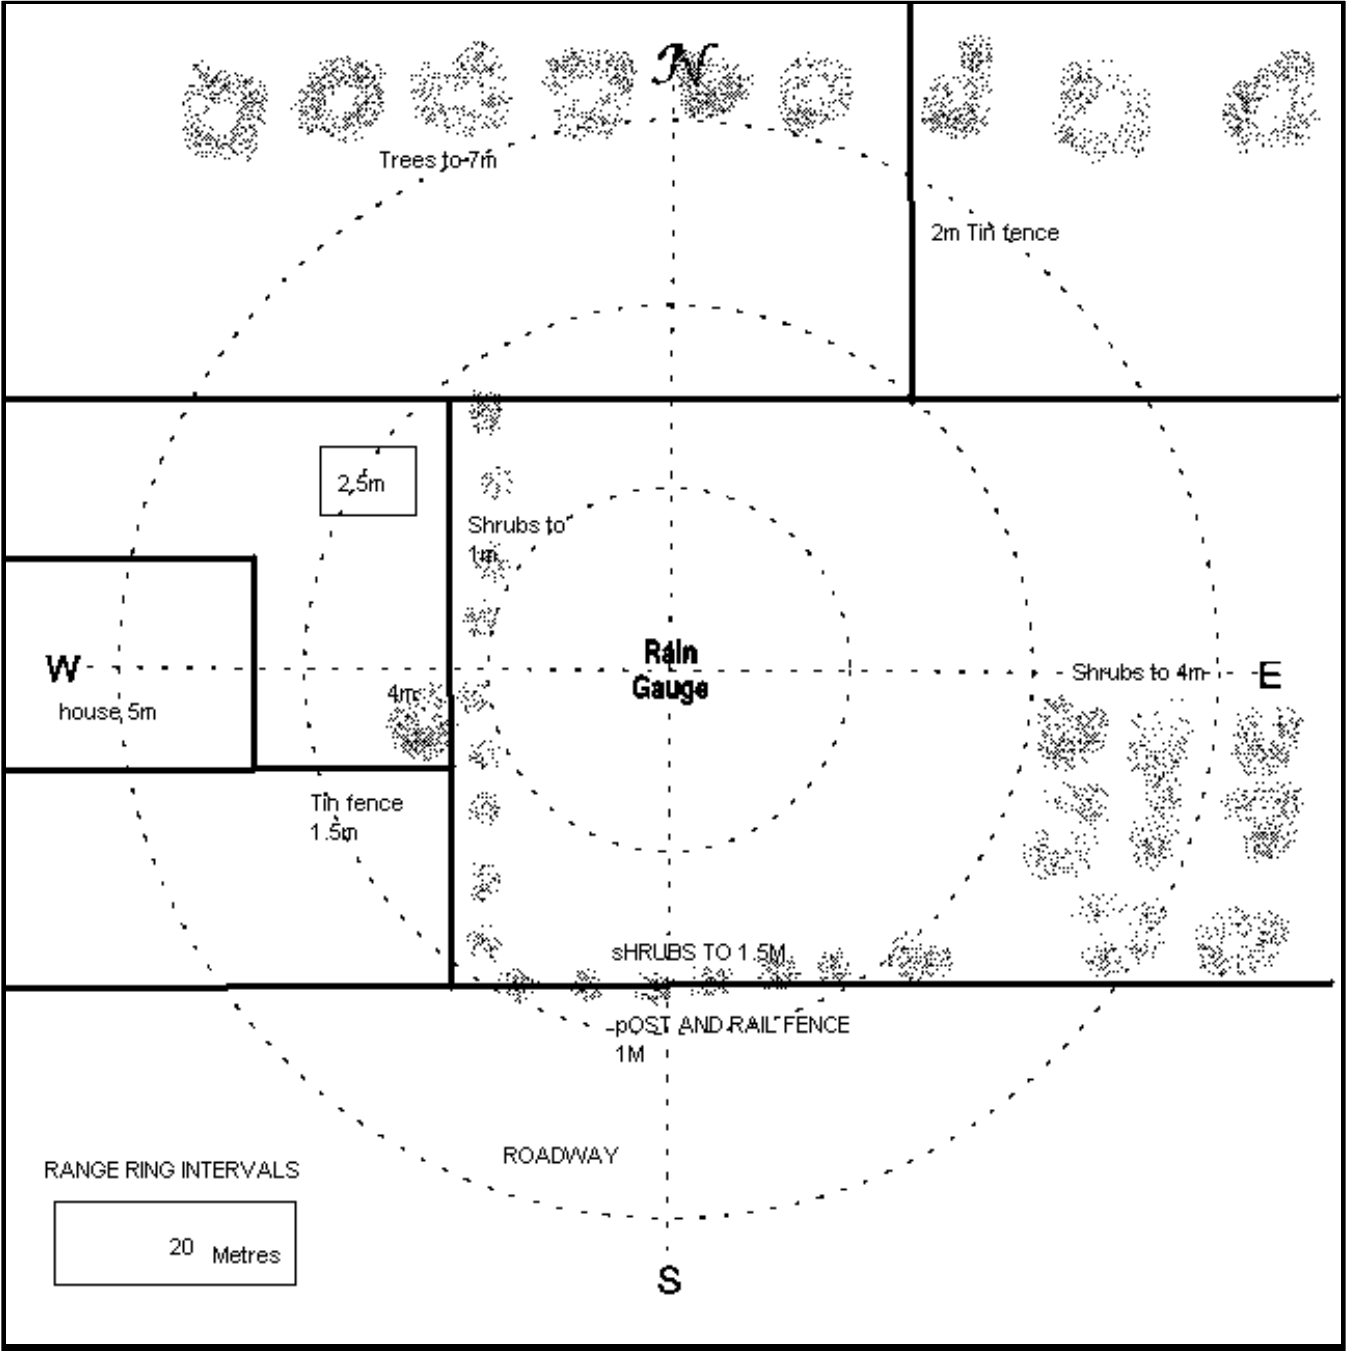 N
Trees to 7m
2m Tin fence
2,5m
Shrubs to
1m
Rain
Gauge
W
Shrubs to 4m
E
4m
house 5m
Tin fence
1.5m
sHRUBS TO 1.5M
pOST AND RAIL FENCE
1M
ROADWAY
RANGE RING INTERVALS
20 Metres
S